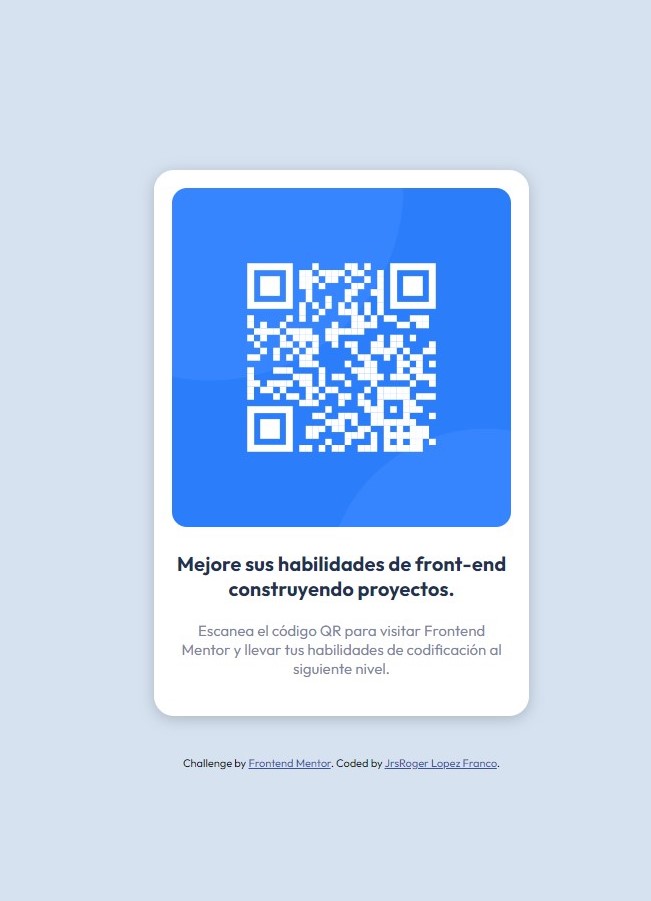 Mejore sus habilidades de front-end
construyendo proyectos.
Escanea el código QR para visitar Frontend
Mentor y llevar tus habilidades de codificación al
siguiente nivel.
Challenge by Frontend Mentor. Coded by JrsRoger Lopez Franco.